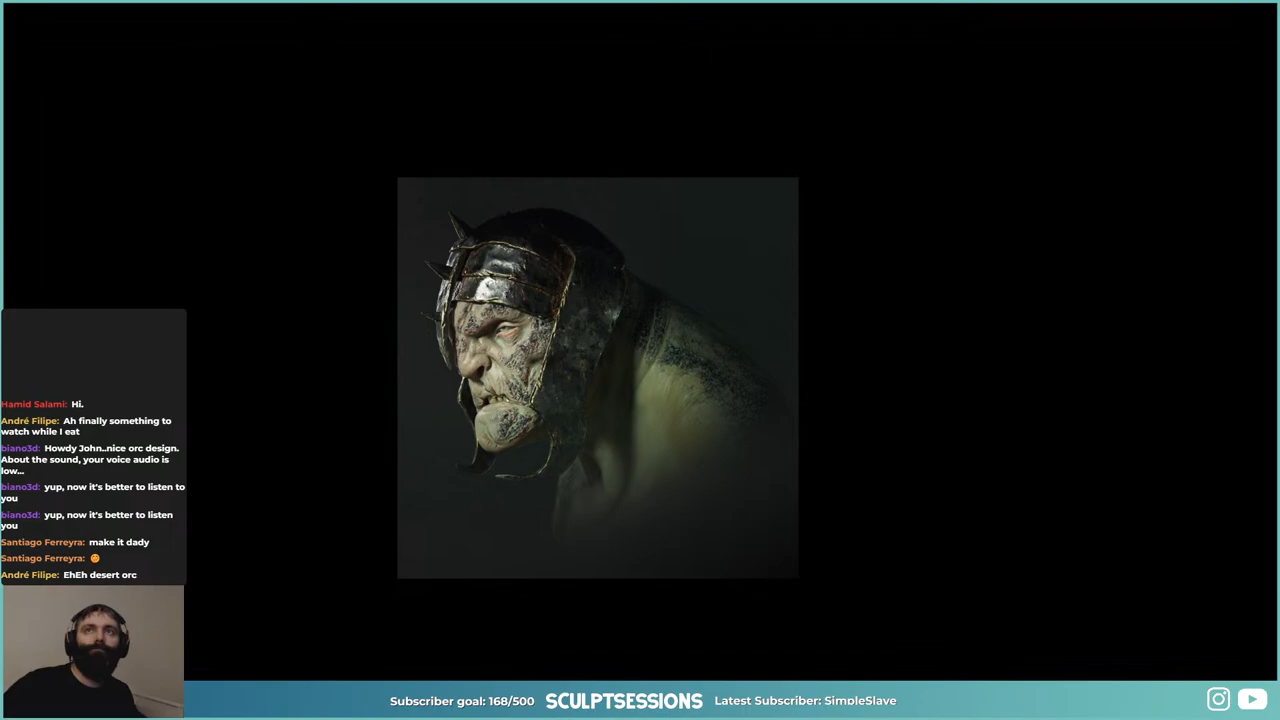 Hamid Salami: Hi.
André Filipe: Ah finally something to
watch while I eat
biano3d: Howdy John..nice orc design.
About the sound, your voice audio is
low...
biano3d: yup, now it's better to listen to
you
biano3d: yup, now it's better to listen
you
Santiago Ferreyra: make it dady
Santiago Ferreyra:
André Filipe: EhEh desert orc
Subscriber goal: 168/500 SCULPTSESSIONS Latest Subscriber: SimpleSlave